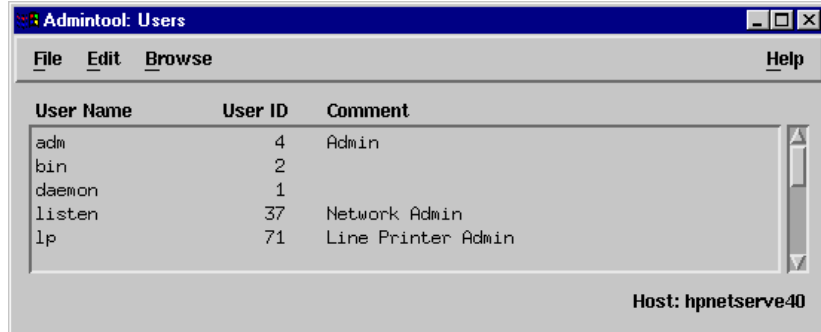 Admintool: Users
File Edit Browse Help
User Name User ID Comment
adm 4 Admin
bin 2
daemon 1
listen 37 Network Admin
lp 71 Line Printer Admin
Host: hpnetserve40